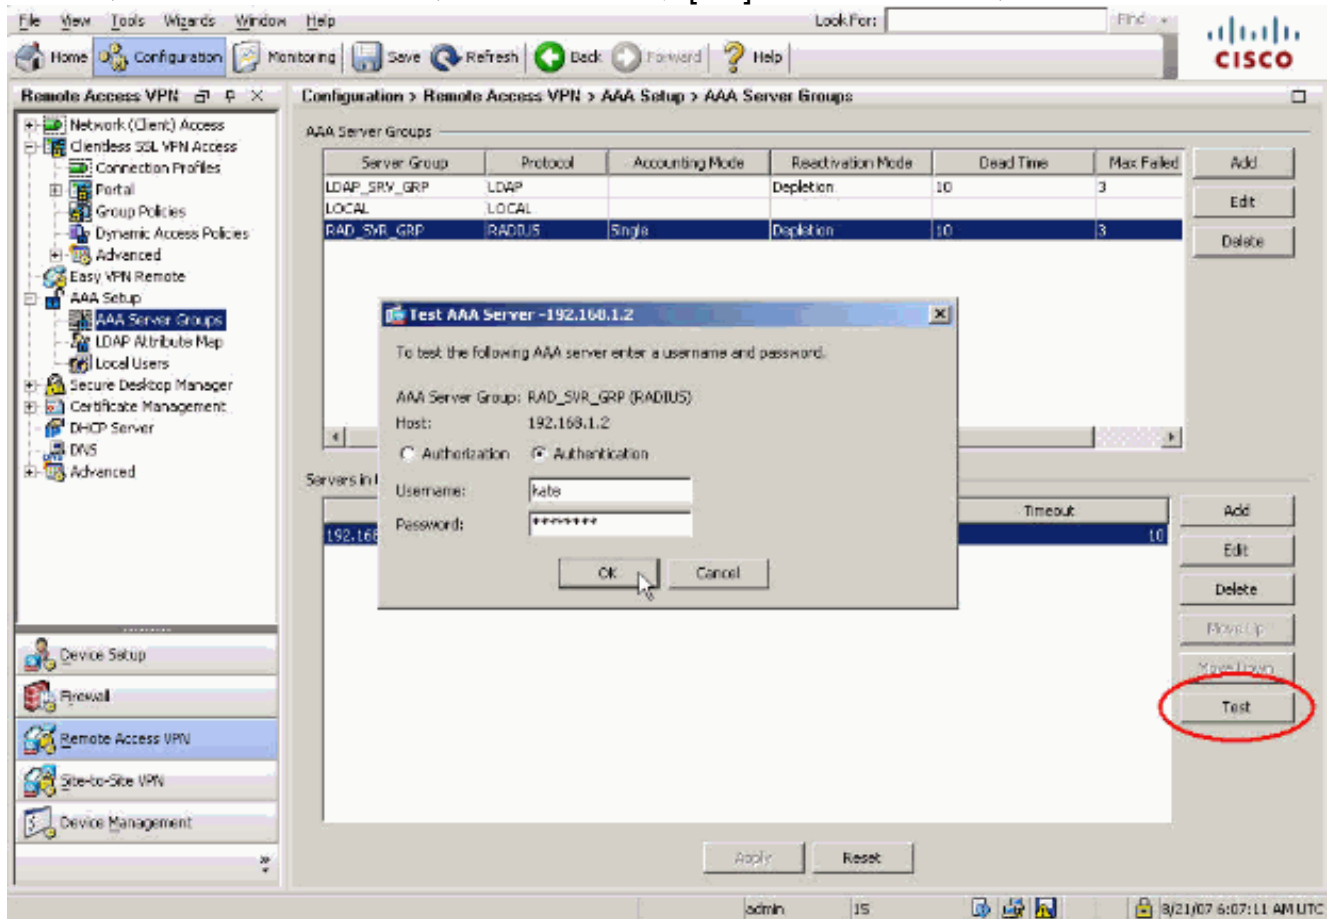 File View Tools Wizards Window Help Look For: Find
Home Configuration Monitoring Save Refresh Back Forward Help
CISCO
Remote Access VPN
Configuration > Remote Access VPN > AAA Setup > AAA Server Groups
Network (Client) Access
Clientless SSL VPN Access
Connection Profiles
Portal
Group Policies
Dynamic Access Policies
Advanced
Easy VPN Remote
AAA Setup
AAA Server Groups
LDAP Attribute Map
Local Users
Secure Desktop Manager
Certificate Management
DHCP Server
DNS
Advanced
Device Setup
Firewall
Remote Access VPN
Site-to-Site VPN
Device Management
AAA Server Groups
Server Group Protocol Accounting Mode Reactivation Mode Dead Time Max Failed
LDAP_SRV_GRP LDAP Depletion 10 3
LOCAL LOCAL
RAD_SVR_GRP RADIUS Single Depletion 10 3
Add
Edit
Delete
Test AAA Server -192.168.1.2
To test the following AAA server enter a username and password.
AAA Server Group: RAD_SVR_GRP (RADIUS)
Host: 192.168.1.2
Authorization Authentication
Username: kate
Password: ********
OK Cancel
Servers in
Timeout
192.168 10
Add
Edit
Delete
Move Up
Move Down
Test
Apply Reset
admin 15 8/21/07 6:07:11 AM UTC